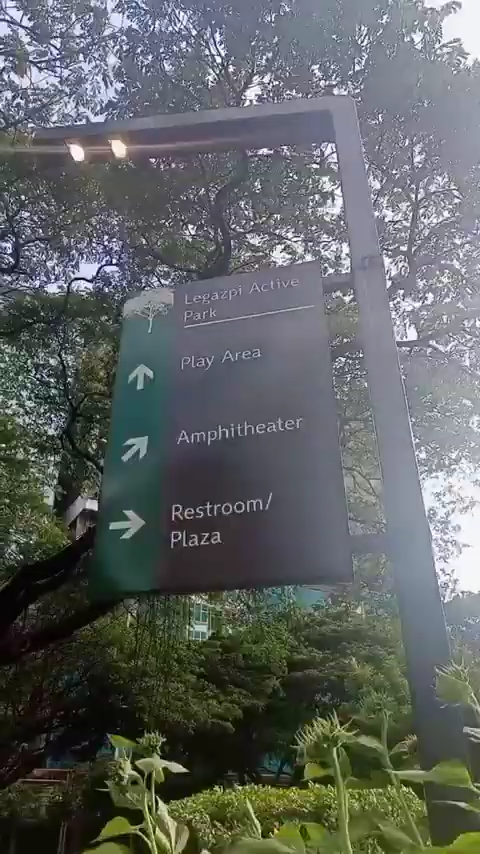 Legazpi Active
Park
Play Area
Amphitheater
Restroom/
Plaza